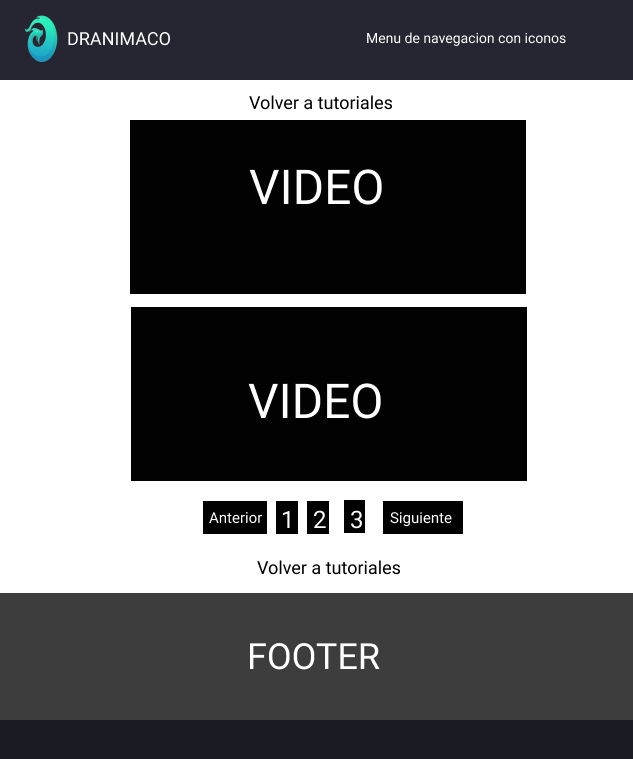 DRANIMACO
Menu de navegacion con iconos
Volver a tutoriales
VIDEO
VIDEO
Anterior 1 2 3 Siguiente
Volver a tutoriales
FOOTER